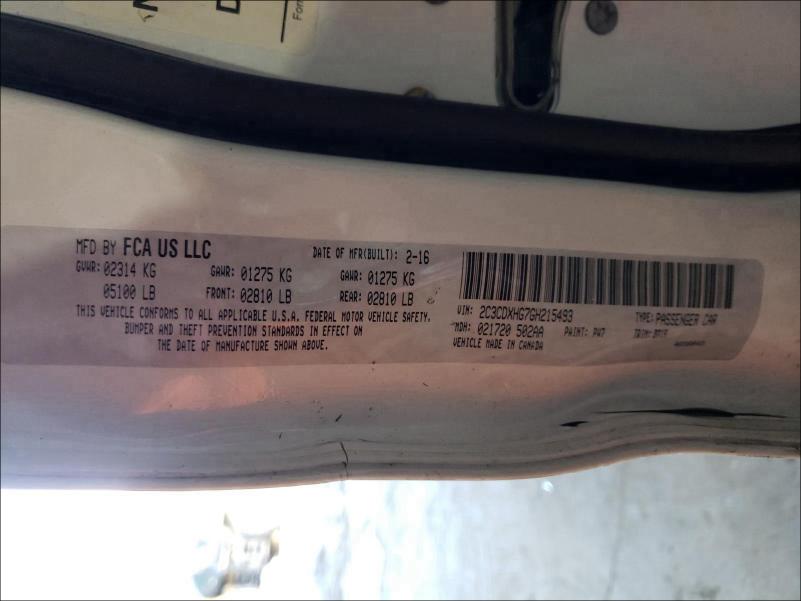 MFD BY FCA US LLC
DATE OF MFR(BUILT): 2-16
GVWR: 02314 KG GAWR: 01275 KG GAWR: 01275 KG
05100 LB FRONT: 02810 LB REAR: 02810 LB
THIS VEHICLE CONFORMS TO ALL APPLICABLE U.S.A. FEDERAL MOTOR VEHICLE SAFETY,
BUMPER AND THEFT PREVENTION STANDARDS IN EFFECT ON
THE DATE OF MANUFACTURE SHOWN ABOVE.
VIN: 2C3CDXHG7GH215493 TYPE: PASSENGER CAR
MDH: 021720 502AA PAINT: PW7 TRIM:
VEHICLE MADE IN CANADA